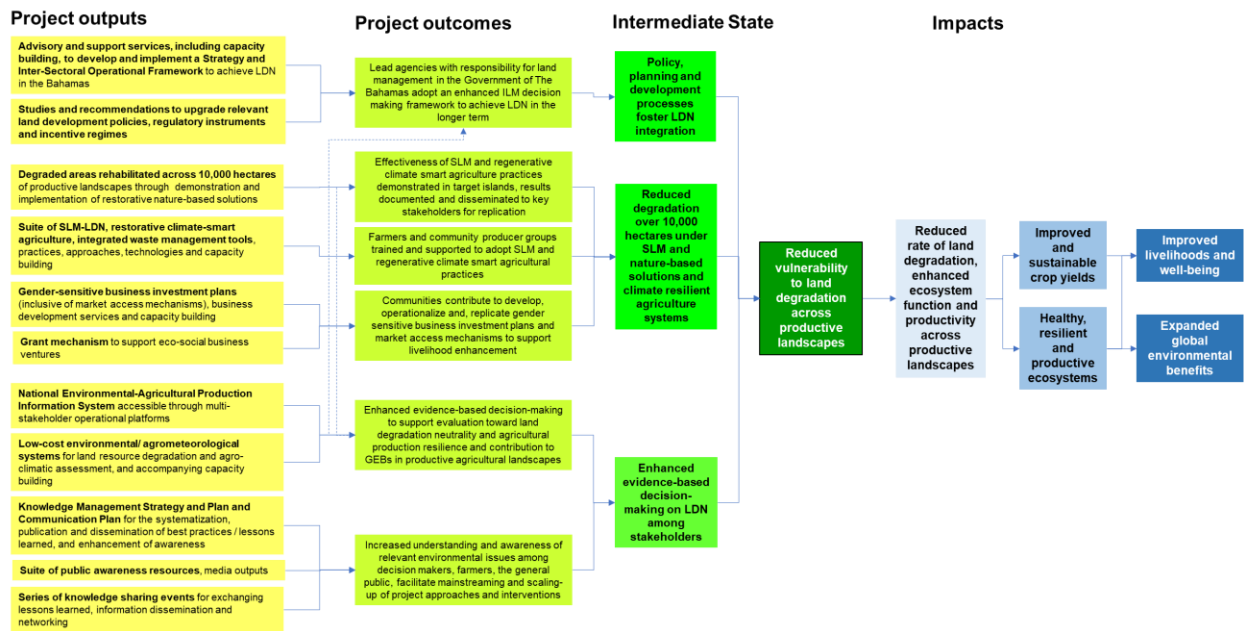 Project outputs
Advisory and support services, including capacity
building, to develop and implement a Strategy and
Inter-Sectoral Operational Framework to achieve LDN
in the Bahamas
Studies and recommendations to upgrade relevant
land development policies, regulatory instruments
and incentive regimes
Degraded areas rehabilitated across 10,000 hectares
of productive landscapes through demonstration and
implementation of restorative nature-based solutions
Suite of SLM-LDN, restorative climate-smart
agriculture, integrated waste management tools,
practices, approaches, technologies and capacity
building
Gender-sensitive business investment plans
(inclusive of market access mechanisms), business
development services and capacity building
Grant mechanism to support eco-social business
ventures
National Environmental-Agricultural Production
Information System accessible through multi-
stakeholder operational platforms
Low-cost environmental/ agrometeorological
systems for land resource degradation and agro-
climatic assessment, and accompanying capacity
building
Knowledge Management Strategy and Plan and
Communication Plan for the systematization,
publication and dissemination of best practices / lessons
learned, and enhancement of awareness
Suite of public awareness resources, media outputs
Series of knowledge sharing events for exchanging
lessons learned, information dissemination and
networking
Project outcomes
Lead agencies with responsibility for land
management in the Government of The
Bahamas adopt an enhanced ILM decision
making framework to achieve LDN in the
longer term
Effectiveness of SLM and regenerative
climate smart agriculture practices
demonstrated in target islands, results
documented and disseminated to key
stakeholders for replication
Farmers and community producer groups
trained and supported to adopt SLM and
regenerative climate smart agricultural
practices
Communities contribute to develop,
operationalize and, replicate gender
sensitive business investment plans and
market access mechanisms to support
livelihood enhancement
Enhanced evidence-based decision-making
to support evaluation toward land
degradation neutrality and agricultural
production resilience and contribution to
GEBs in productive agricultural landscapes
Increased understanding and awareness of
relevant environmental issues among
decision makers, farmers, the general
public, facilitate mainstreaming and scaling-
up of project approaches and interventions
Intermediate State
Policy,
planning and
development
processes
foster LDN
integration
Reduced
degradation
over 10,000
hectares under
SLM and
nature-based
solutions and
climate resilient
agriculture
systems
Enhanced
evidence-based
decision-
making on LDN
among
stakeholders
Reduced
vulnerability
to land
degradation
across
productive
landscapes
Impacts
Reduced
rate of land
degradation,
enhanced
ecosystem
function and
productivity
across
productive
landscapes
Improved
and
sustainable
crop yields
Healthy,
resilient
and
productive
ecosystems
Improved
livelihoods and
well-being
Expanded
global
environmental
benefits